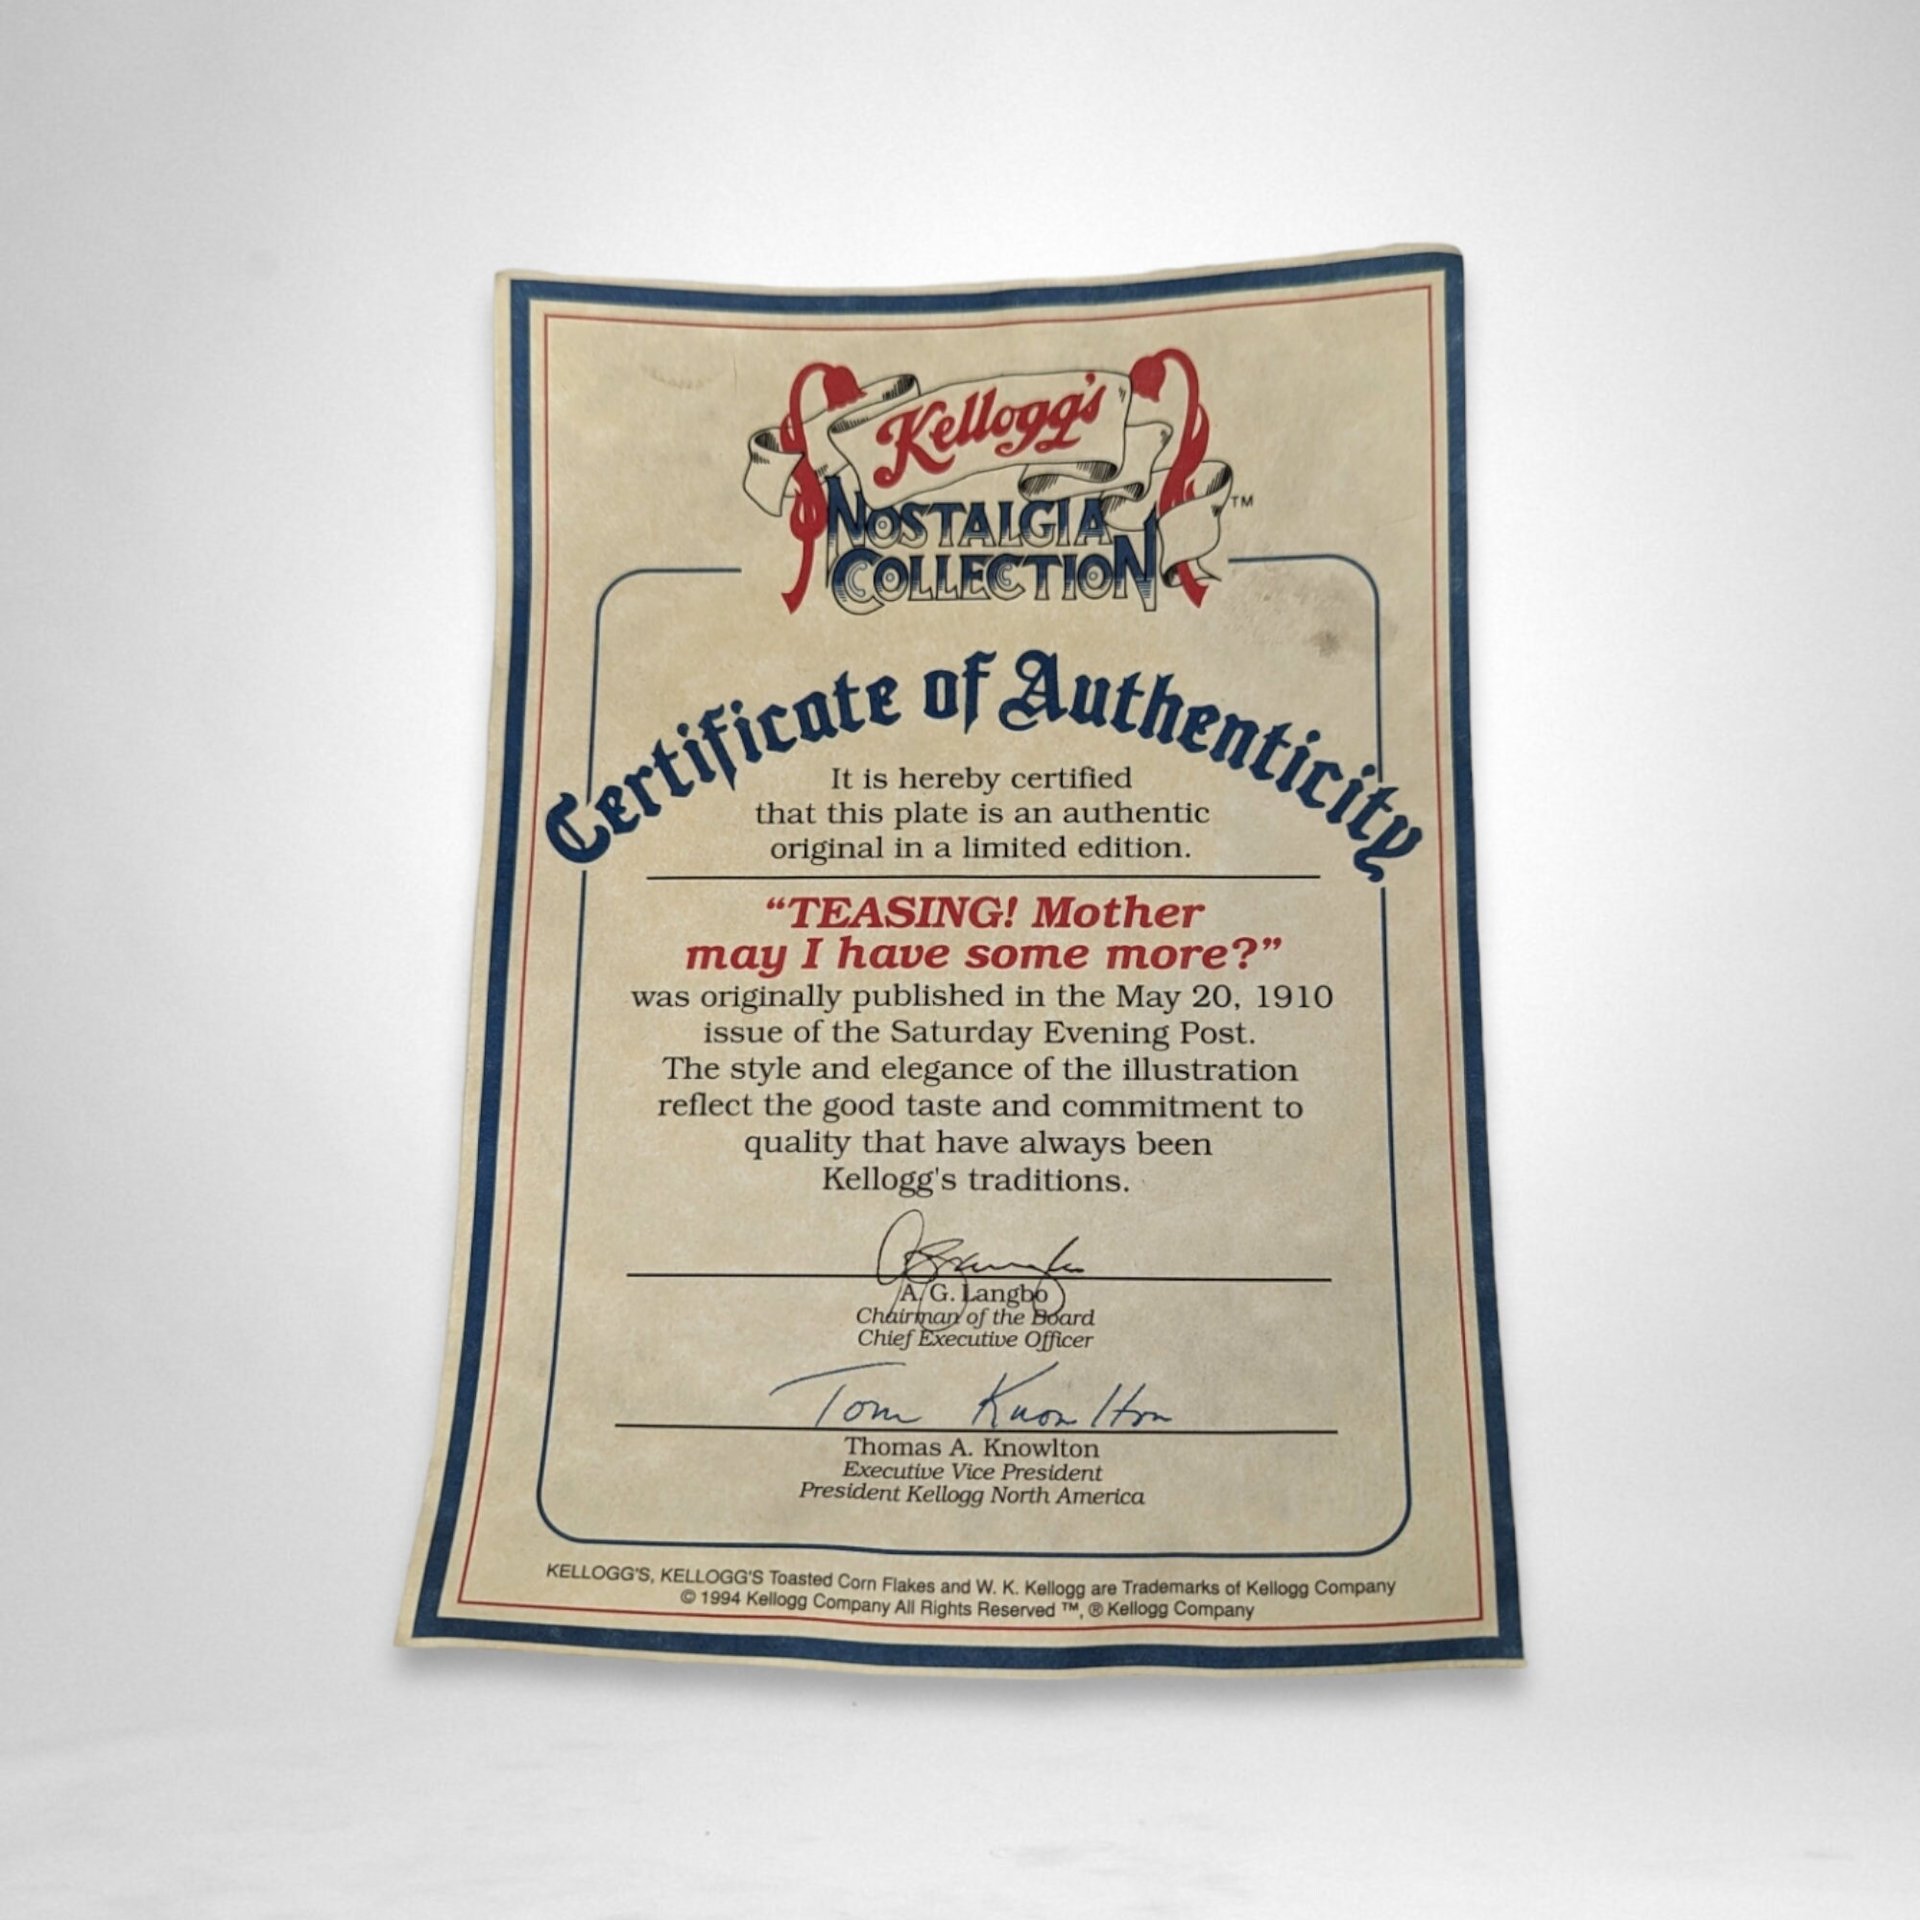 Kellogg's
NOSTALGIA
COLLECTION
TM
Certificate of Authenticity
It is hereby certified
that this plate is an authentic
original in a limited edition.
“TEASING! Mother
may I have some more?”
was originally published in the May 20, 1910
issue of the Saturday Evening Post.
The style and elegance of the illustration
reflect the good taste and commitment to
quality that have always been
Kellogg's traditions.
A. G. Langbo
Chairman of the Board
Chief Executive Officer
Tom Knowlton
Thomas A. Knowlton
Executive Vice President
President Kellogg North America
KELLOGG'S, KELLOGG'S Toasted Corn Flakes and W. K. Kellogg are Trademarks of Kellogg Company
© 1994 Kellogg Company All Rights Reserved ™, ® Kellogg Company